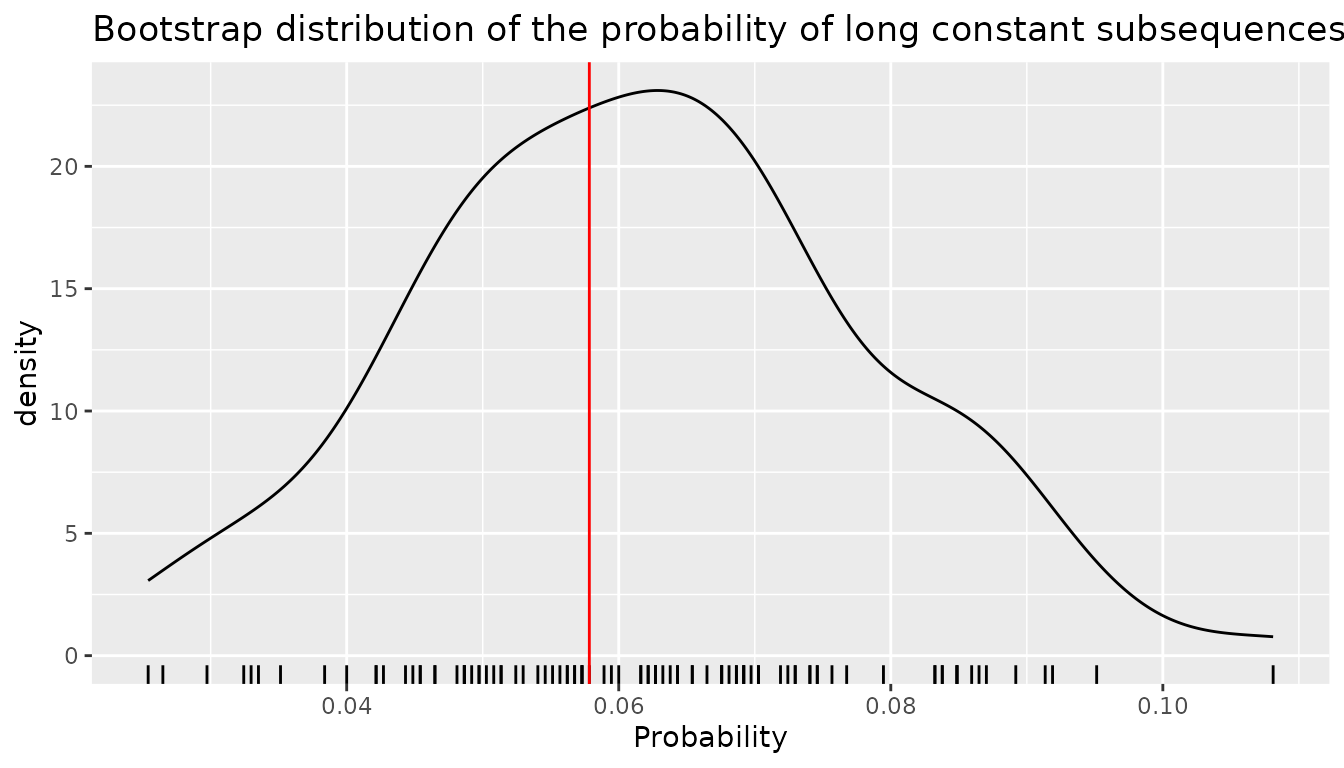 Bootstrap distribution of the probability of long constant subsequences
density
20
15
10
5
0
0.04 0.06 0.08 0.10
Probability